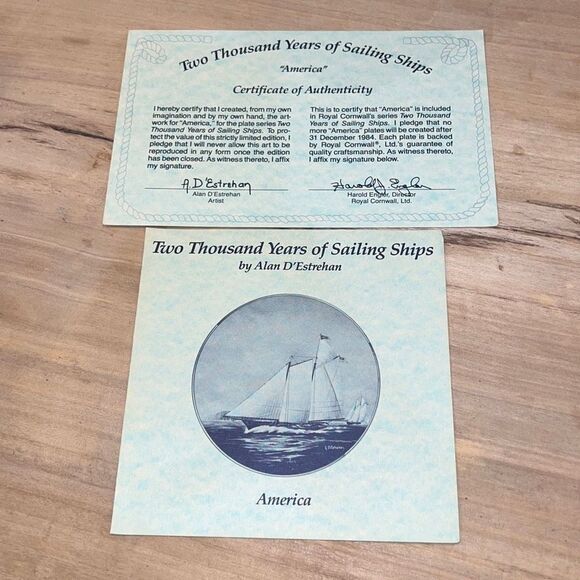 Two Thousand Years of Sailing Ships
"America"
Certificate of Authenticity
I hereby certify that I created, from my own
imagination and by my own hand, the art-
work for "America," for the plate series Two
Thousand Years of Sailing Ships. To pro-
tect the value of this strictly limited edition, I
pledge that I will never allow this art to be
reproduced in any form once the edition
has been closed. As witness thereto, I affix
my signature.
A D'Estrehan
Alan D'Estrehan
Artist
This is to certify that "America" is included
in Royal Cornwall's series Two Thousand
Years of Sailing Ships. I pledge that no
more "America" plates will be created after
31 December 1984. Each plate is backed
by Royal Cornwall®, Ltd.'s guarantee of
quality craftsmanship. As witness thereto,
I affix my signature below.
Harold J. Engler
Harold Engler, Director
Royal Cornwall, Ltd.
Two Thousand Years of Sailing Ships
by Alan D'Estrehan
America